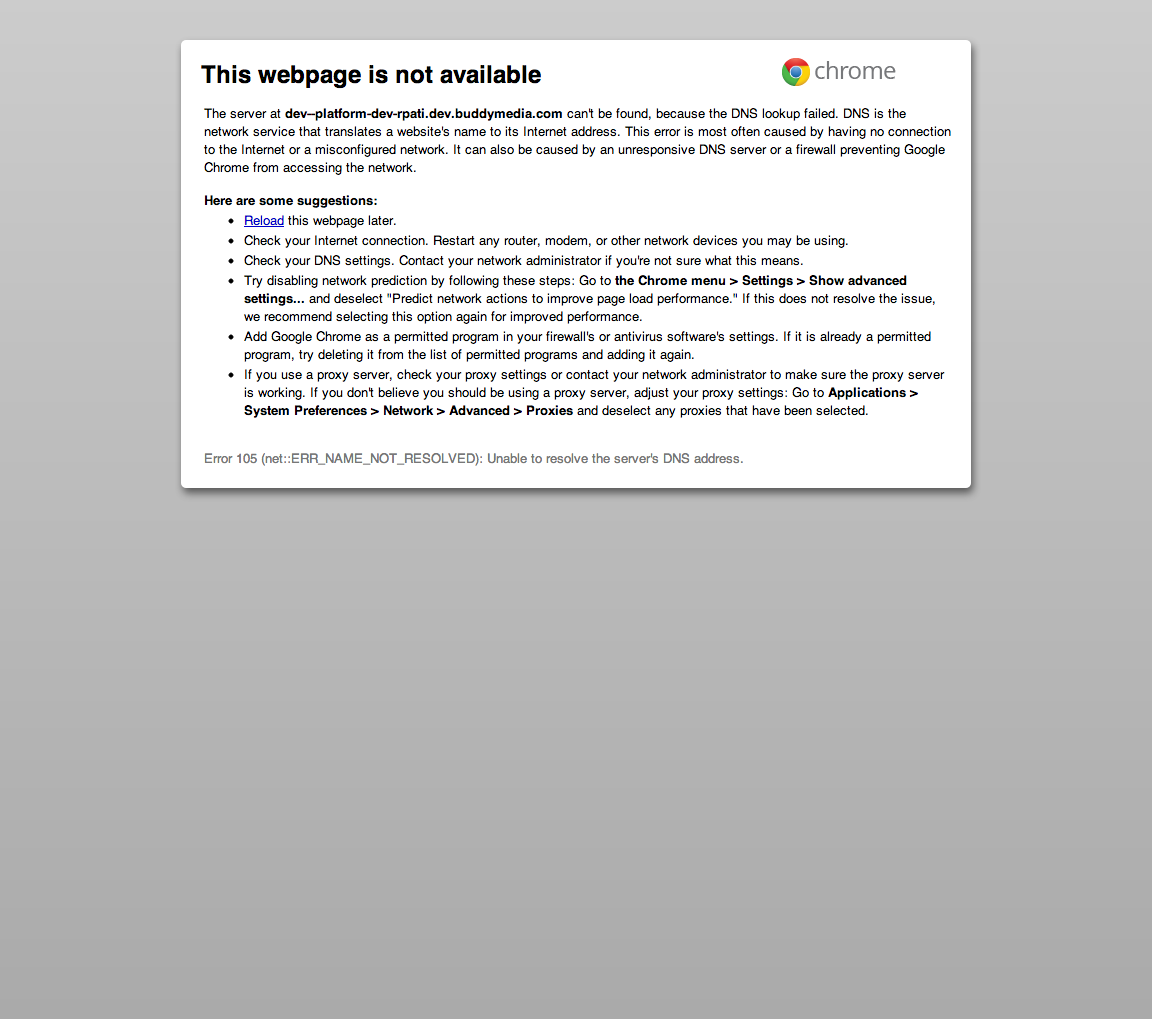 This webpage is not available
chrome
The server at dev--platform-dev-rpati.dev.buddymedia.com can't be found, because the DNS lookup failed. DNS is the
network service that translates a website's name to its Internet address. This error is most often caused by having no connection
to the Internet or a misconfigured network. It can also be caused by an unresponsive DNS server or a firewall preventing Google
Chrome from accessing the network.
Here are some suggestions:
• Reload this webpage later.
• Check your Internet connection. Restart any router, modem, or other network devices you may be using.
• Check your DNS settings. Contact your network administrator if you're not sure what this means.
• Try disabling network prediction by following these steps: Go to the Chrome menu > Settings > Show advanced
settings... and deselect "Predict network actions to improve page load performance." If this does not resolve the issue,
we recommend selecting this option again for improved performance.
• Add Google Chrome as a permitted program in your firewall's or antivirus software's settings. If it is already a permitted
program, try deleting it from the list of permitted programs and adding it again.
• If you use a proxy server, check your proxy settings or contact your network administrator to make sure the proxy server
is working. If you don't believe you should be using a proxy server, adjust your proxy settings: Go to Applications >
System Preferences > Network > Advanced > Proxies and deselect any proxies that have been selected.
Error 105 (net::ERR_NAME_NOT_RESOLVED): Unable to resolve the server's DNS address.